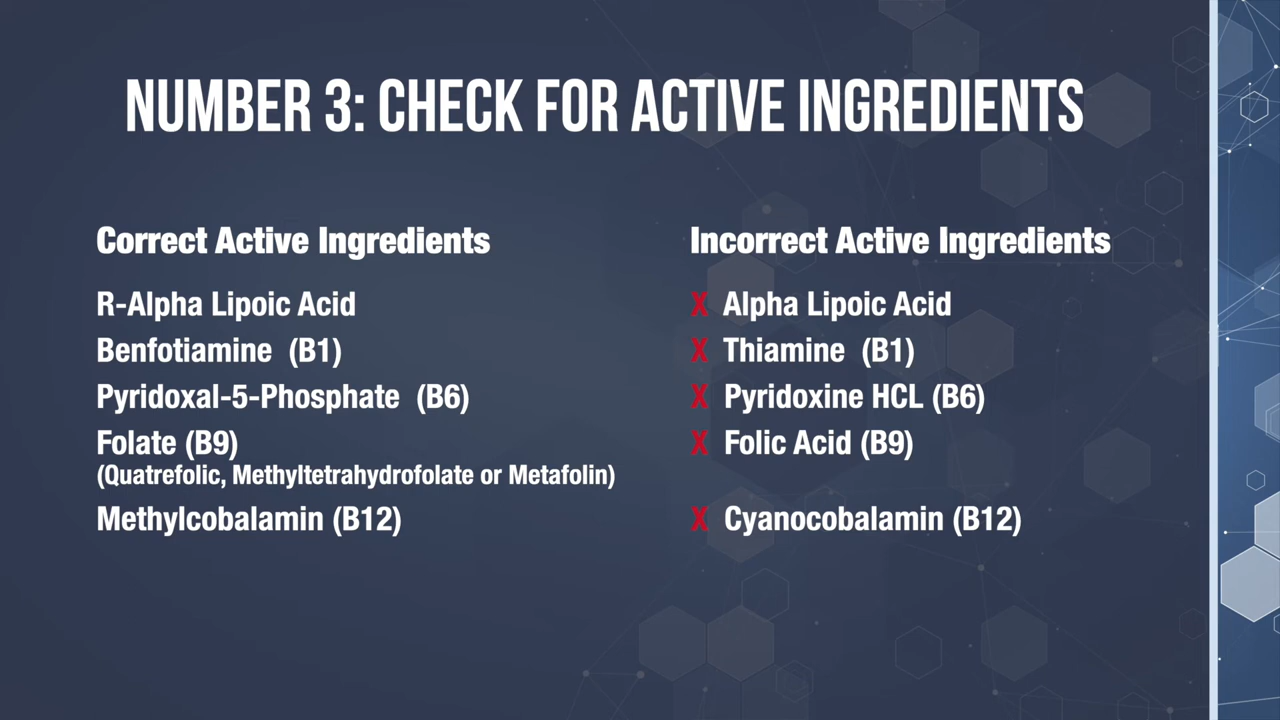 NUMBER 3: CHECK FOR ACTIVE INGREDIENTS
Correct Active Ingredients
R-Alpha Lipoic Acid
Benfotiamine (B1)
Pyridoxal-5-Phosphate (B6)
Folate (B9)
(Quatrefolic, Methyltetrahydrofolate or Metafolin)
Methylcobalamin (B12)
Incorrect Active Ingredients
X Alpha Lipoic Acid
X Thiamine (B1)
X Pyridoxine HCL (B6)
X Folic Acid (B9)
X Cyanocobalamin (B12)